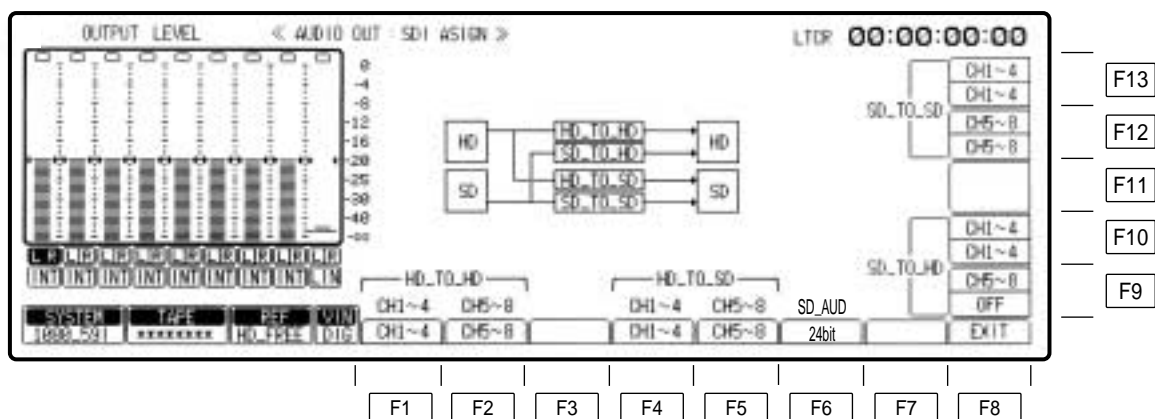 OUTPUT LEVEL
≪ AUDIO OUT : SDI ASIGN ≫
LTCR 00:00:00:00
0
-4
-8
-12
-16
-20
-25
-30
-40
-60
L R L R L R L R L R L R L R L R L R
INT INT INT INT INT INT INT INT L IN
SYSTEM TAPE REF VIN
1080_59I ******** HD_FREE DIG
HD HD_TO_HD HD
SD_TO_HD
SD HD_TO_SD SD
SD_TO_SD
HD_TO_HD
CH1~4 CH5~8
CH1~4 CH5~8
HD_TO_SD
CH1~4 CH5~8
CH1~4 CH5~8
SD_AUD
24bit
SD_TO_SD
CH1~4
CH1~4
CH5~8
CH5~8
SD_TO_HD
CH1~4
CH1~4
CH5~8
OFF
EXIT
F13
F12
F11
F10
F9
F1 F2 F3 F4 F5 F6 F7 F8